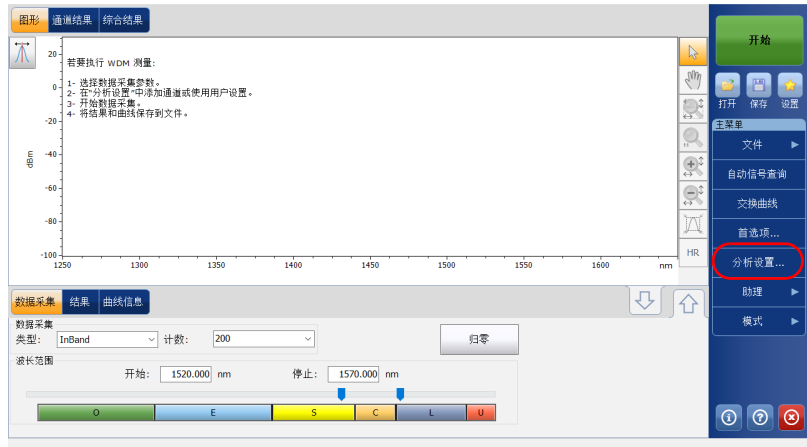 图形 通道结果 综合结果
若要执行 WDM 测量:
1- 选择数据采集参数。
2- 在"分析设置"中添加通道或使用用户设置。
3- 开始数据采集。
4- 将结果和曲线保存到文件。
20
0
-20
-40
-60
-80
-100
dBm
1250 1300 1350 1400 1450 1500 1550 1600 nm
HR
开始
打开 保存 设置
主菜单
文件
自动信号查询
交换曲线
首选项...
分析设置...
助理
模式
数据采集 结果 曲线信息
数据采集
类型: InBand 计数: 200 归零
波长范围
开始: 1520.000 nm 停止: 1570.000 nm
O E S C L U